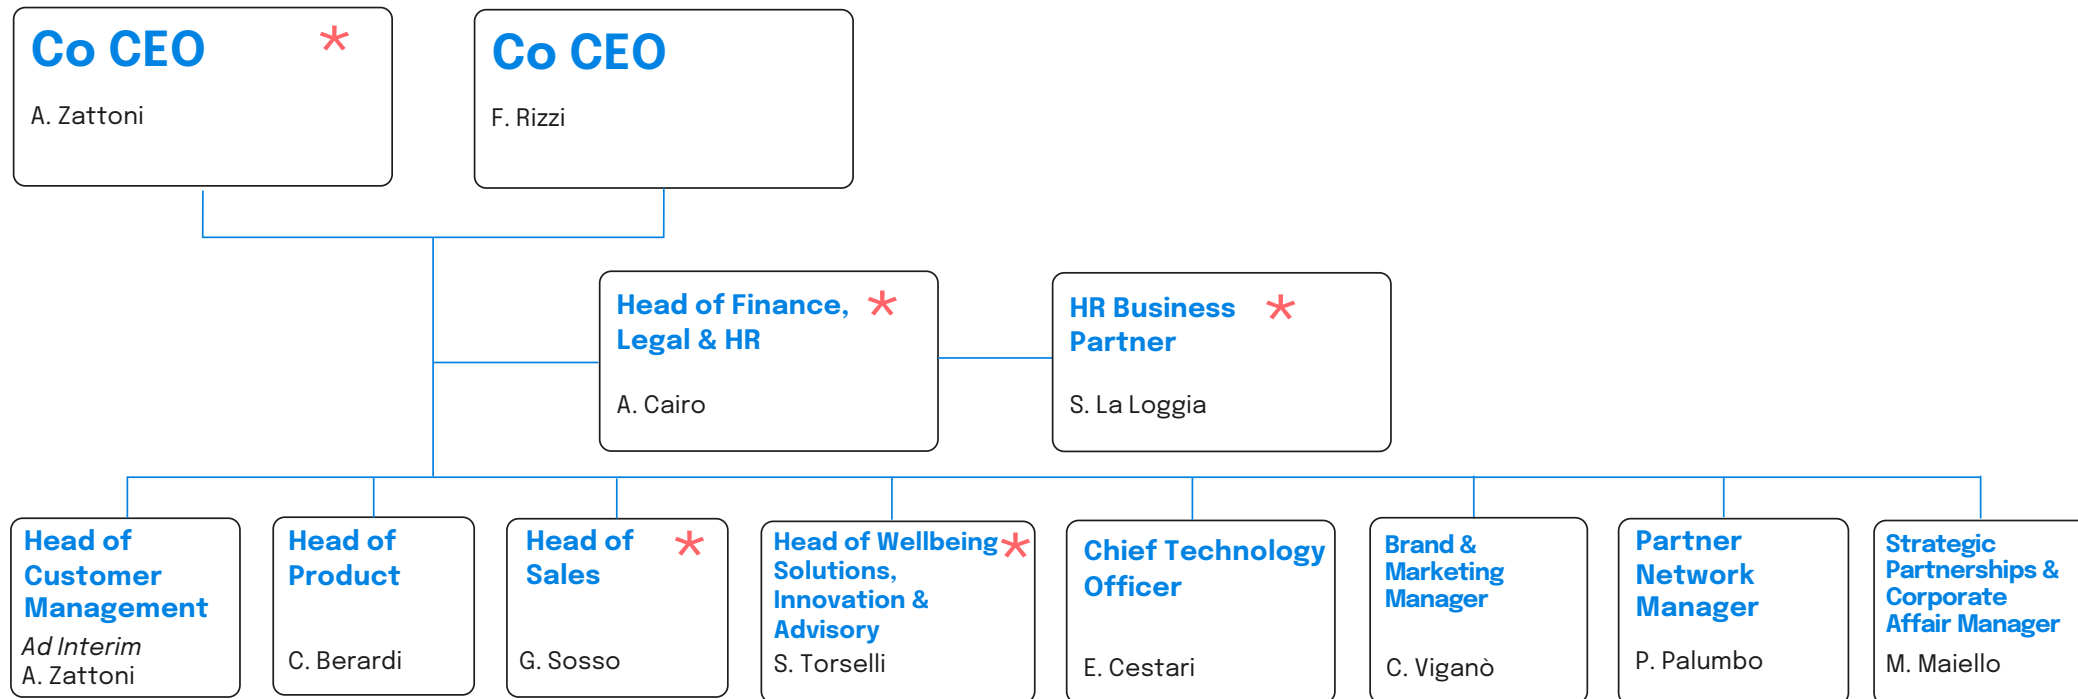 Co CEO *
A. Zattoni
Co CEO
F. Rizzi
Head of Finance, *
Legal & HR
A. Cairo
HR Business *
Partner
S. La Loggia
Head of
Customer
Management
Ad Interim
A. Zattoni
Head of
Product
C. Berardi
Head of *
Sales
G. Sosso
Head of Wellbeing *
Solutions,
Innovation &
Advisory
S. Torselli
Chief Technology
Officer
E. Cestari
Brand &
Marketing
Manager
C. Viganò
Partner
Network
Manager
P. Palumbo
Strategic
Partnerships &
Corporate
Affair Manager
M. Maiello